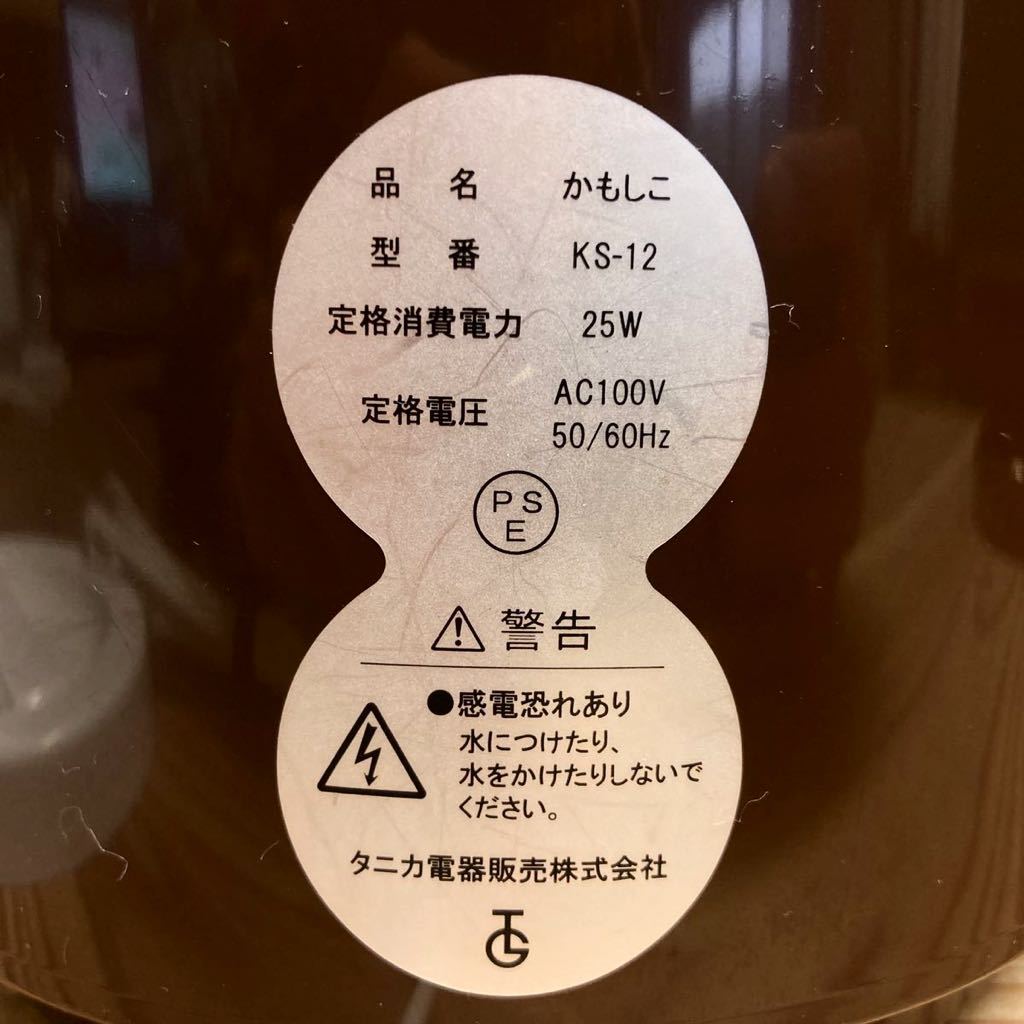 品名 かもしこ
型番 KS-12
定格消費電力 25W
定格電圧 AC100V
50/60Hz
PS
E
警告
●感電恐れあり
水につけたり、
水をかけたりしないで
ください。
タニカ電器販売株式会社